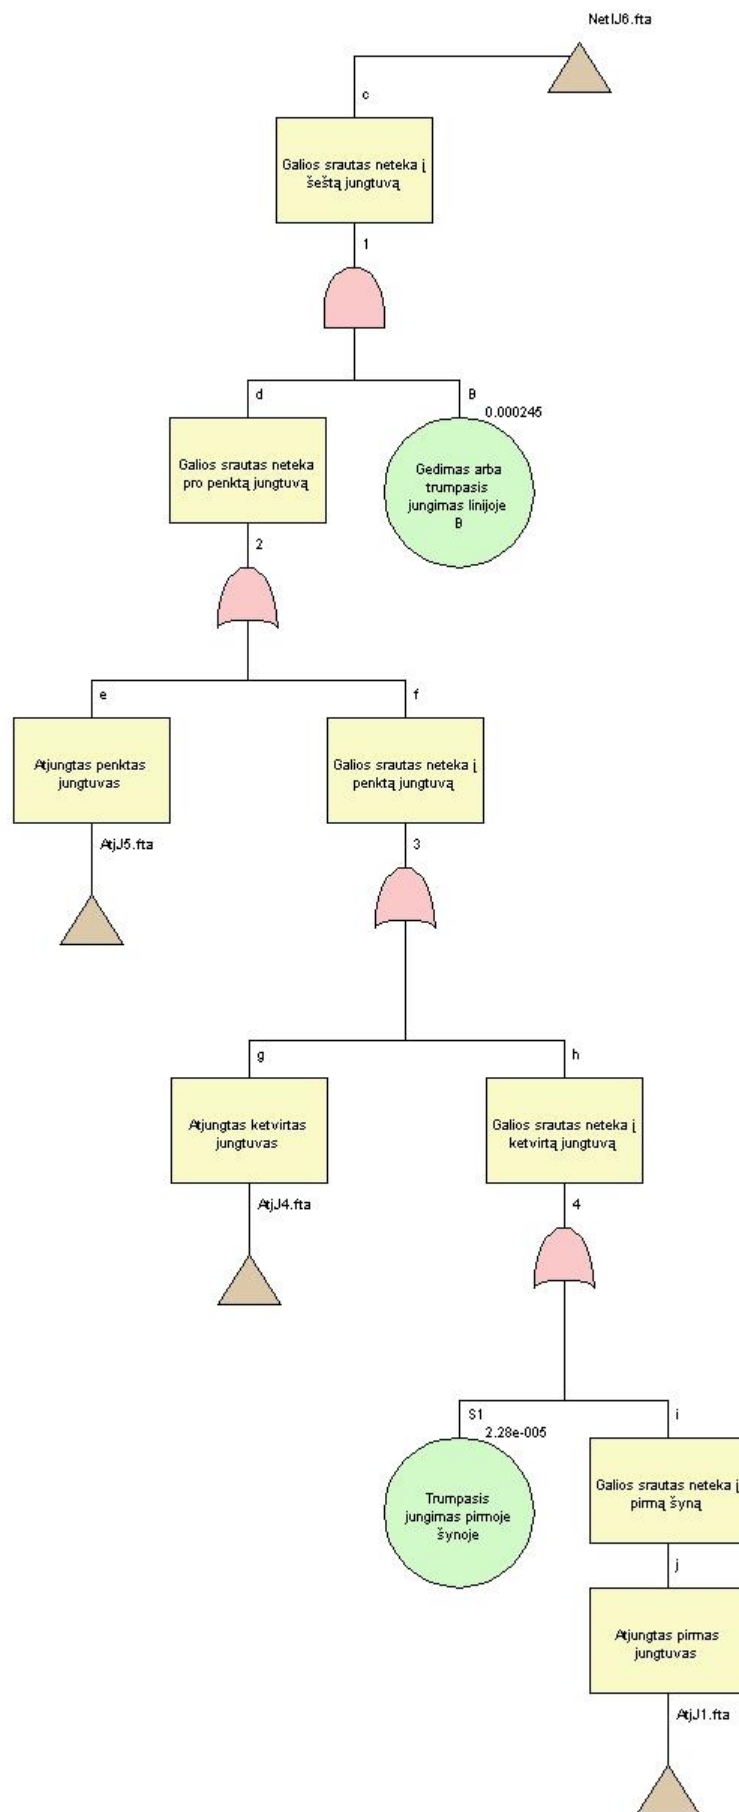 NetIJ6.fta
c
Galios srautas neteka į
šeštą jungtuvą
1
d
B
0.000245
Galios srautas neteka
pro penktą jungtuvą
Gedimas arba
trumpasis
jungimas linijoje
B
2
e
f
Atjungtas penktas
jungtuvas
Galios srautas neteka į
penktą jungtuvą
AtjJ5.fta
3
g
h
Atjungtas ketvirtas
jungtuvas
Galios srautas neteka į
ketvirtą jungtuvą
AtjJ4.fta
4
S1
2.28e-005
i
Trumpasis
jungimas pirmoje
šynoje
Galios srautas neteka į
pirmą šyną
j
Atjungtas pirmas
jungtuvas
AtjJ1.fta